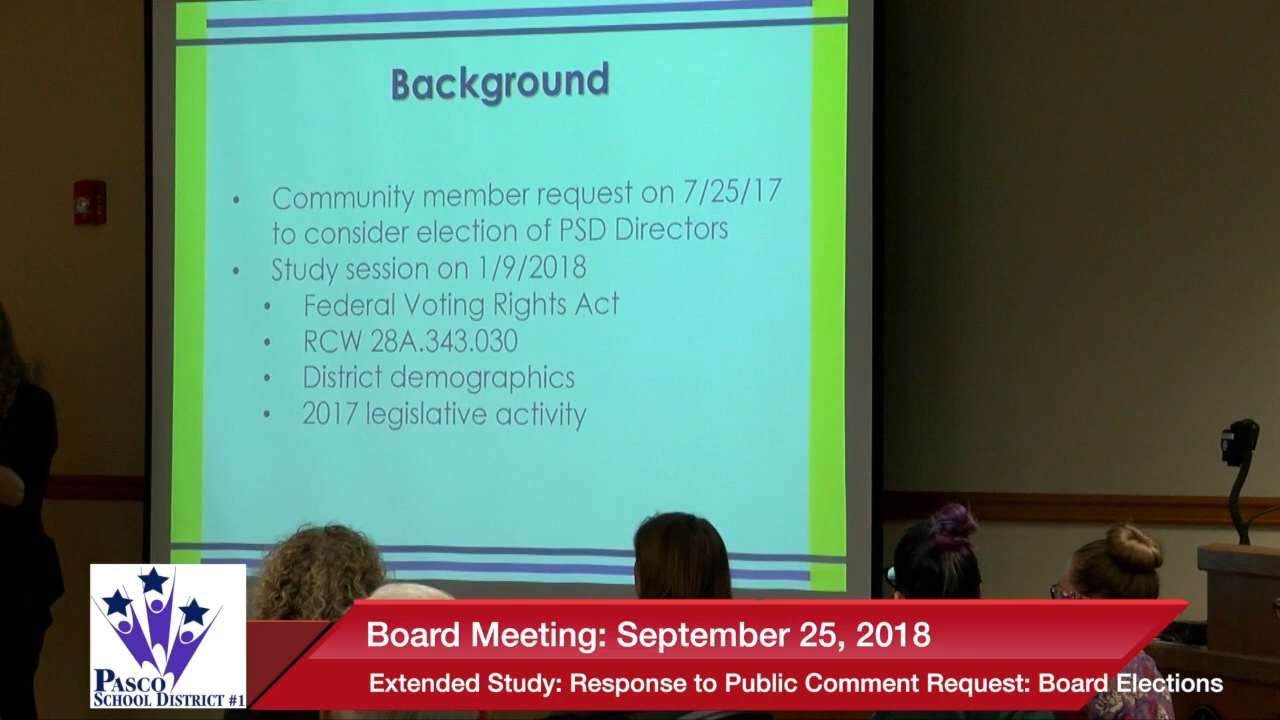 Background
• Community member request on 7/25/17
to consider election of PSD Directors
• Study session on 1/9/2018
• Federal Voting Rights Act
• RCW 28A.343.030
• District demographics
• 2017 legislative activity
Board Meeting: September 25, 2018
Extended Study: Response to Public Comment Request: Board Elections
PASCO
SCHOOL DISTRICT #1